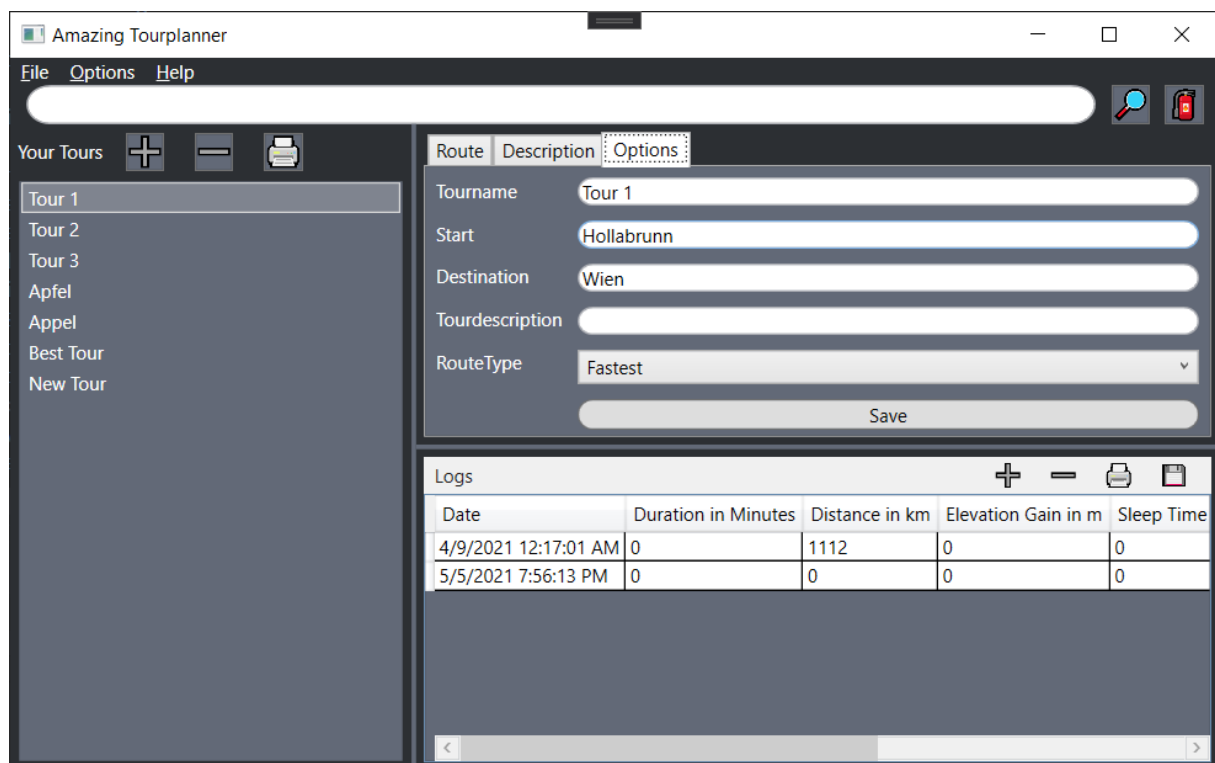 Amazing Tourplanner
File Options Help
Your Tours
Tour 1
Tour 2
Tour 3
Apfel
Appel
Best Tour
New Tour
Route Description Options
Tourname Tour 1
Start Hollabrunn
Destination Wien
Tourdescription
RouteType Fastest
Save
Logs
Date Duration in Minutes Distance in km Elevation Gain in m Sleep Time
4/9/2021 12:17:01 AM 0 1112 0 0
5/5/2021 7:56:13 PM 0 0 0 0